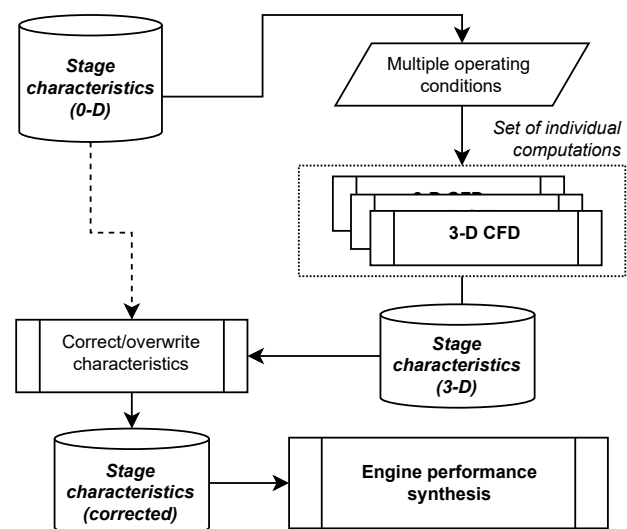 Stage
characteristics
(0-D)
Multiple operating
conditions
Set of individual
computations
3-D CFD
Correct/overwrite
characteristics
Stage
characteristics
(3-D)
Stage
characteristics
(corrected)
Engine performance
synthesis